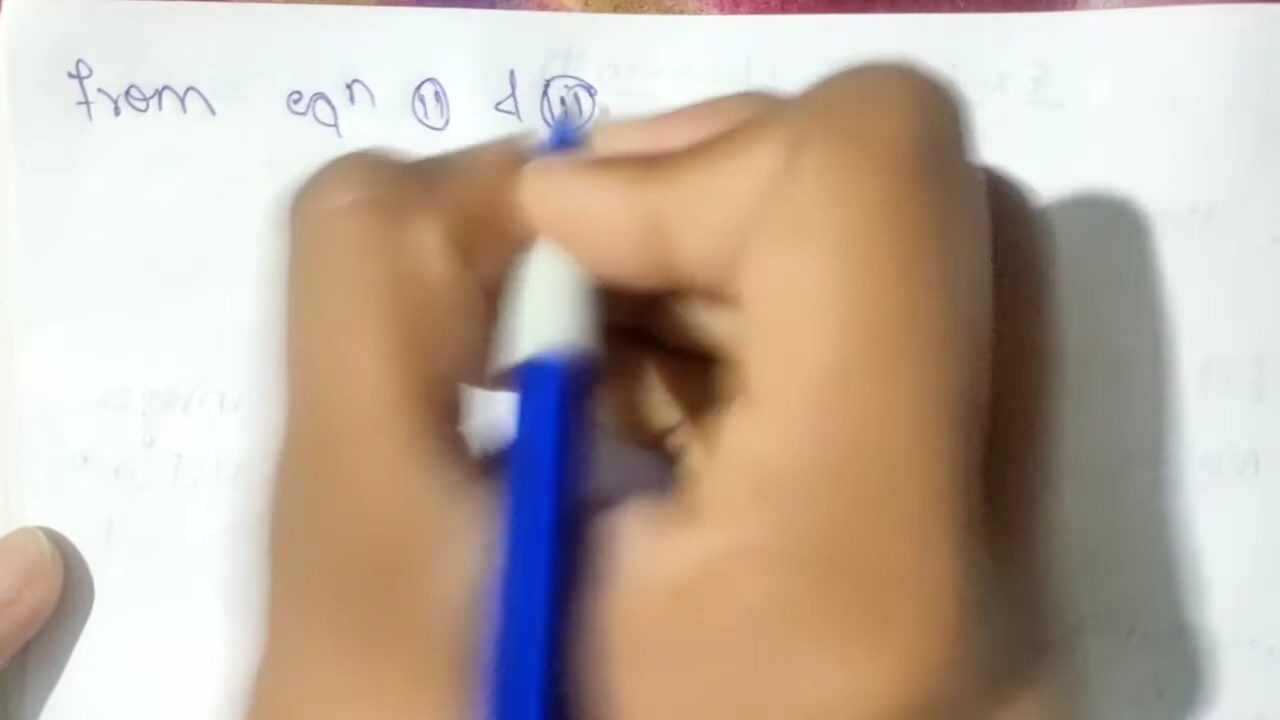 from eqn (ii) & (iii)